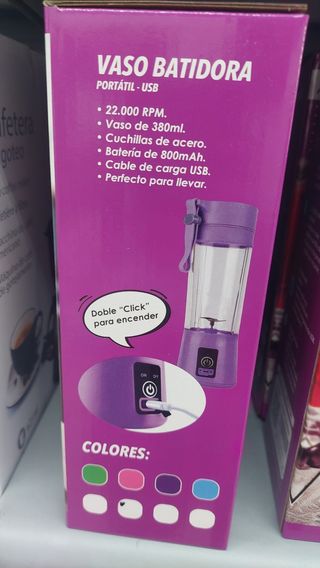 VASO BATIDORA
PORTÁTIL - USB
• 22.000 RPM.
• Vaso de 380ml.
• Cuchillas de acero.
• Batería de 800mAh.
• Cable de carga USB.
• Perfecto para llevar.
Doble "Click"
para encender
COLORES: